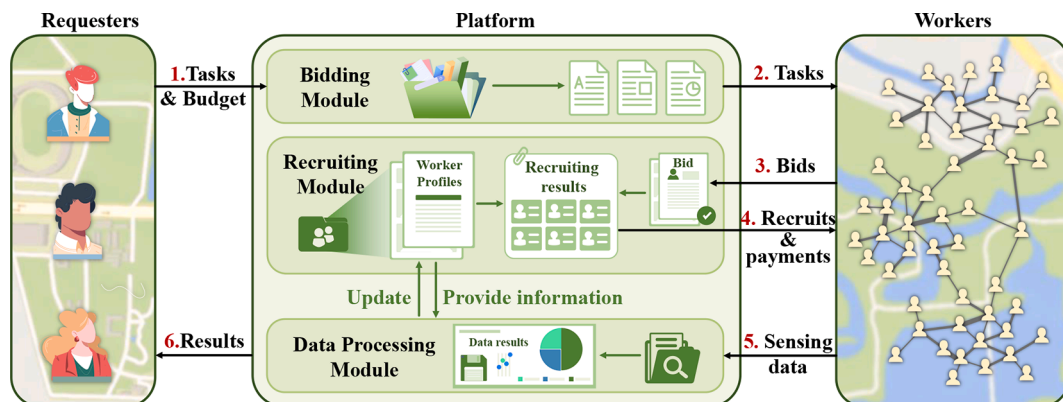 Requesters
Platform
Workers
1.Tasks
& Budget
Bidding
Module
A
2. Tasks
Recruiting
Module
Worker
Profiles
Recruiting
results
Bid
3. Bids
4. Recruits
&
payments
Update
Provide information
6.Results
Data Processing
Module
Data results
5. Sensing
data